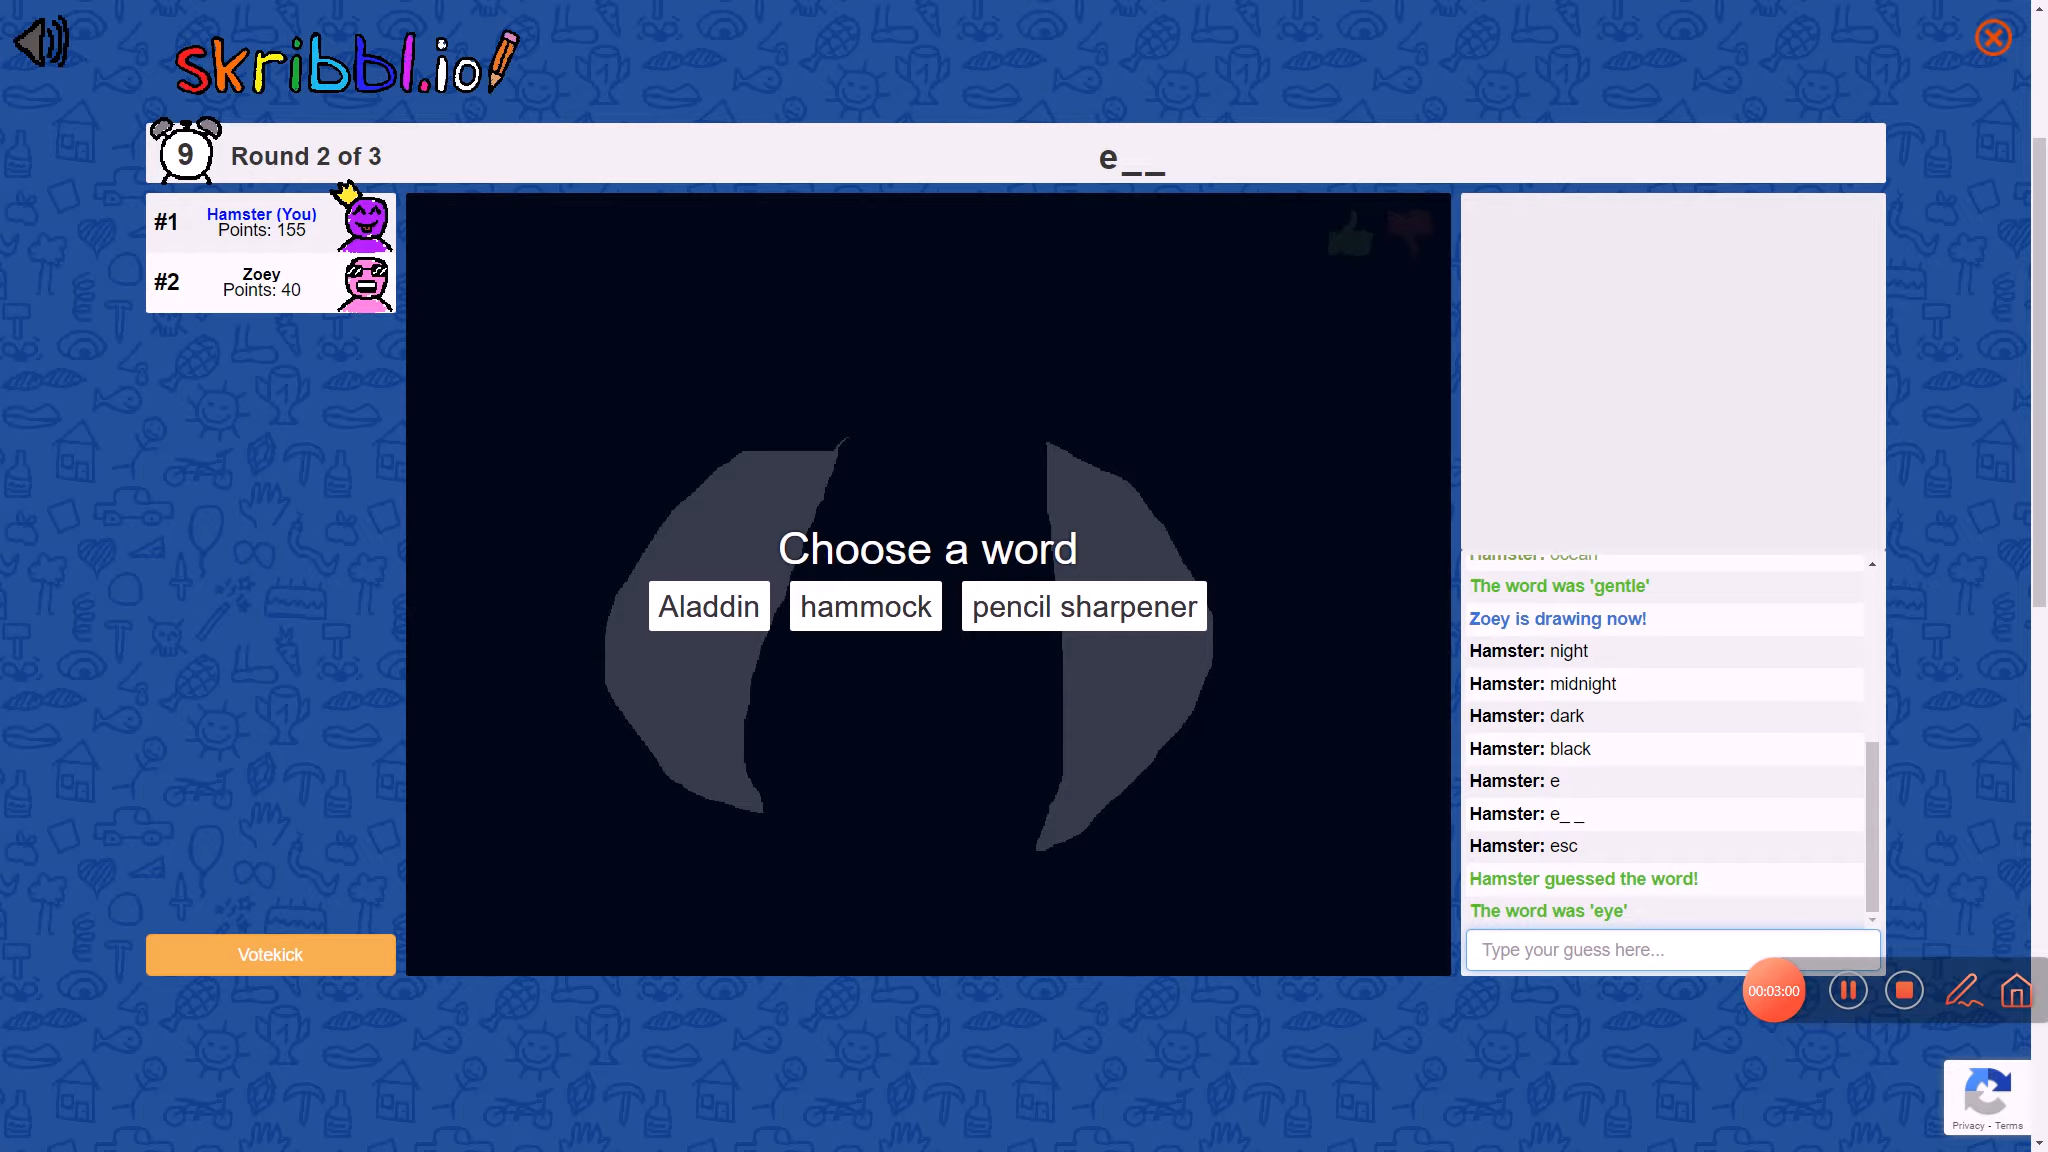 skribbl.io
9
Round 2 of 3
e__
#1
Hamster (You)
Points: 155
#2
Zoey
Points: 40
Choose a word
Aladdin
hammock
pencil sharpener
Hamster: ocean
The word was 'gentle'
Zoey is drawing now!
Hamster: night
Hamster: midnight
Hamster: dark
Hamster: black
Hamster: e
Hamster: e_ _
Hamster: esc
Hamster guessed the word!
The word was 'eye'
Type your guess here...
Votekick
00:03:00
Privacy - Terms